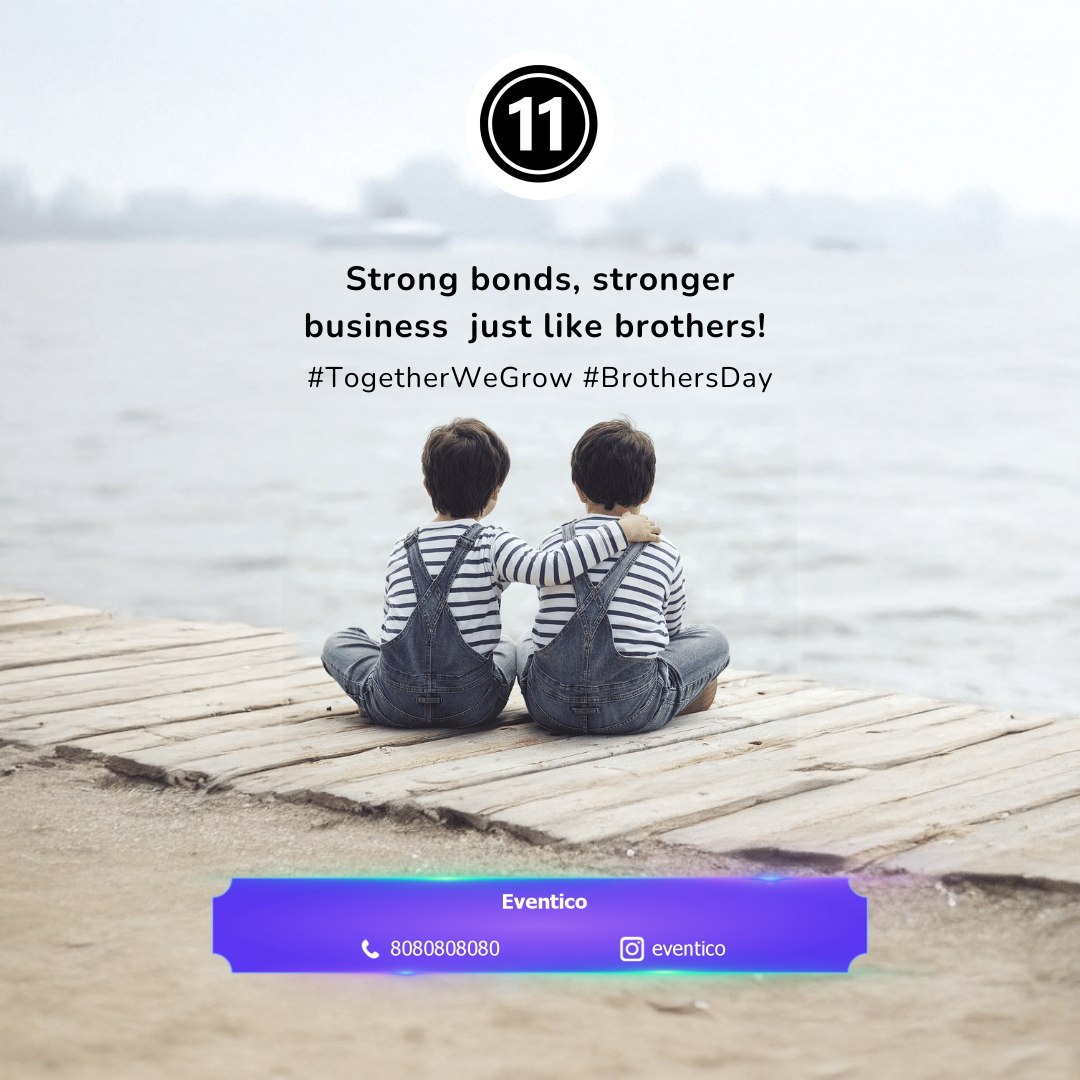 11
Strong bonds, stronger
business  just like brothers!
#TogetherWeGrow #BrothersDay
Eventico
8080808080
eventico